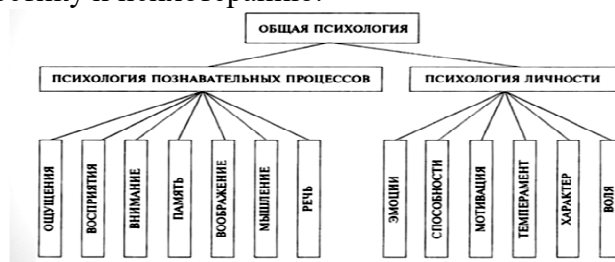 ОБЩАЯ ПСИХОЛОГИЯ
ПСИХОЛОГИЯ ПОЗНАВАТЕЛЬНЫХ ПРОЦЕССОВ
ПСИХОЛОГИЯ ЛИЧНОСТИ
ОЩУЩЕНИЯ
ВОСПРИЯТИЯ
ВНИМАНИЕ
ПАМЯТЬ
ВООБРАЖЕНИЕ
МЫШЛЕНИЕ
РЕЧЬ
ЭМОЦИИ
СПОСОБНОСТИ
МОТИВАЦИЯ
ТЕМПЕРАМЕНТ
ХАРАКТЕР
ВОЛЯ